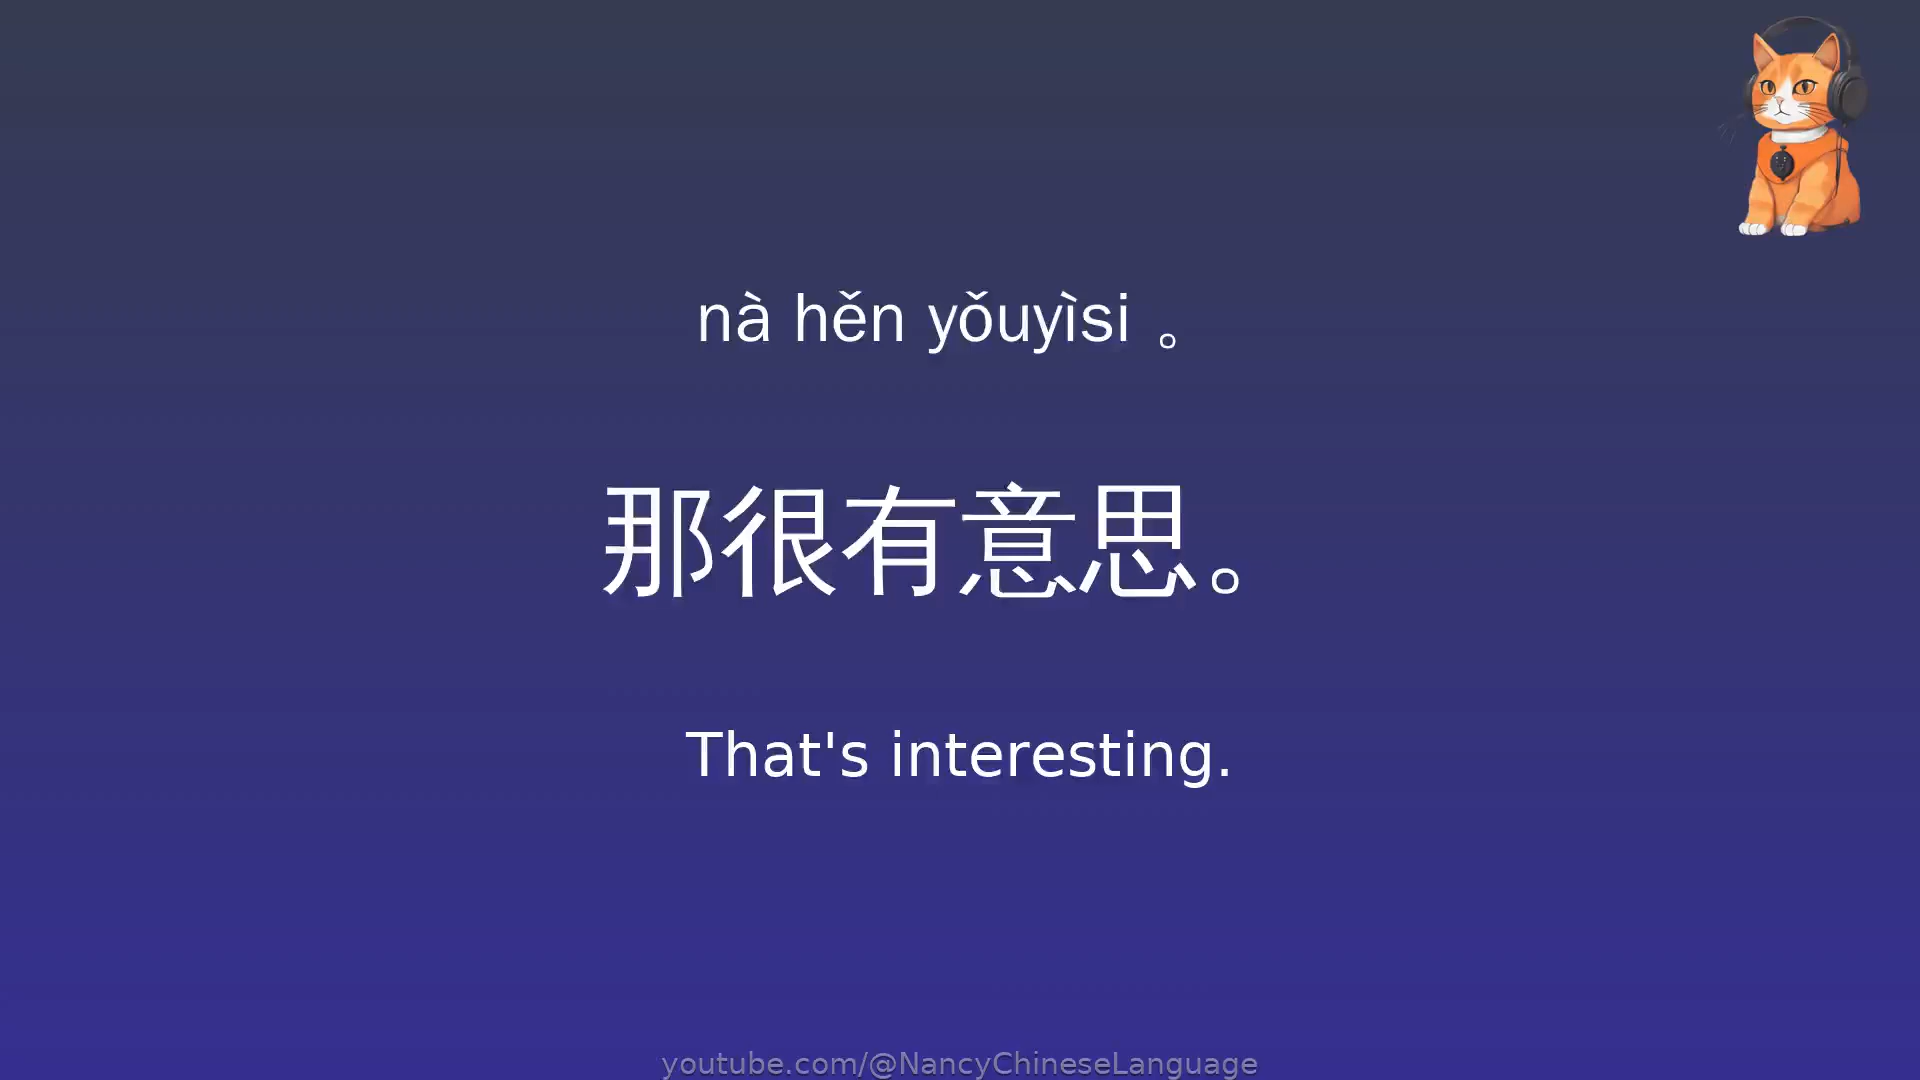 nà hěn yǒuyìsi 。
那很有意思。
That's interesting.
youtube.com/@NancyChineseLanguage